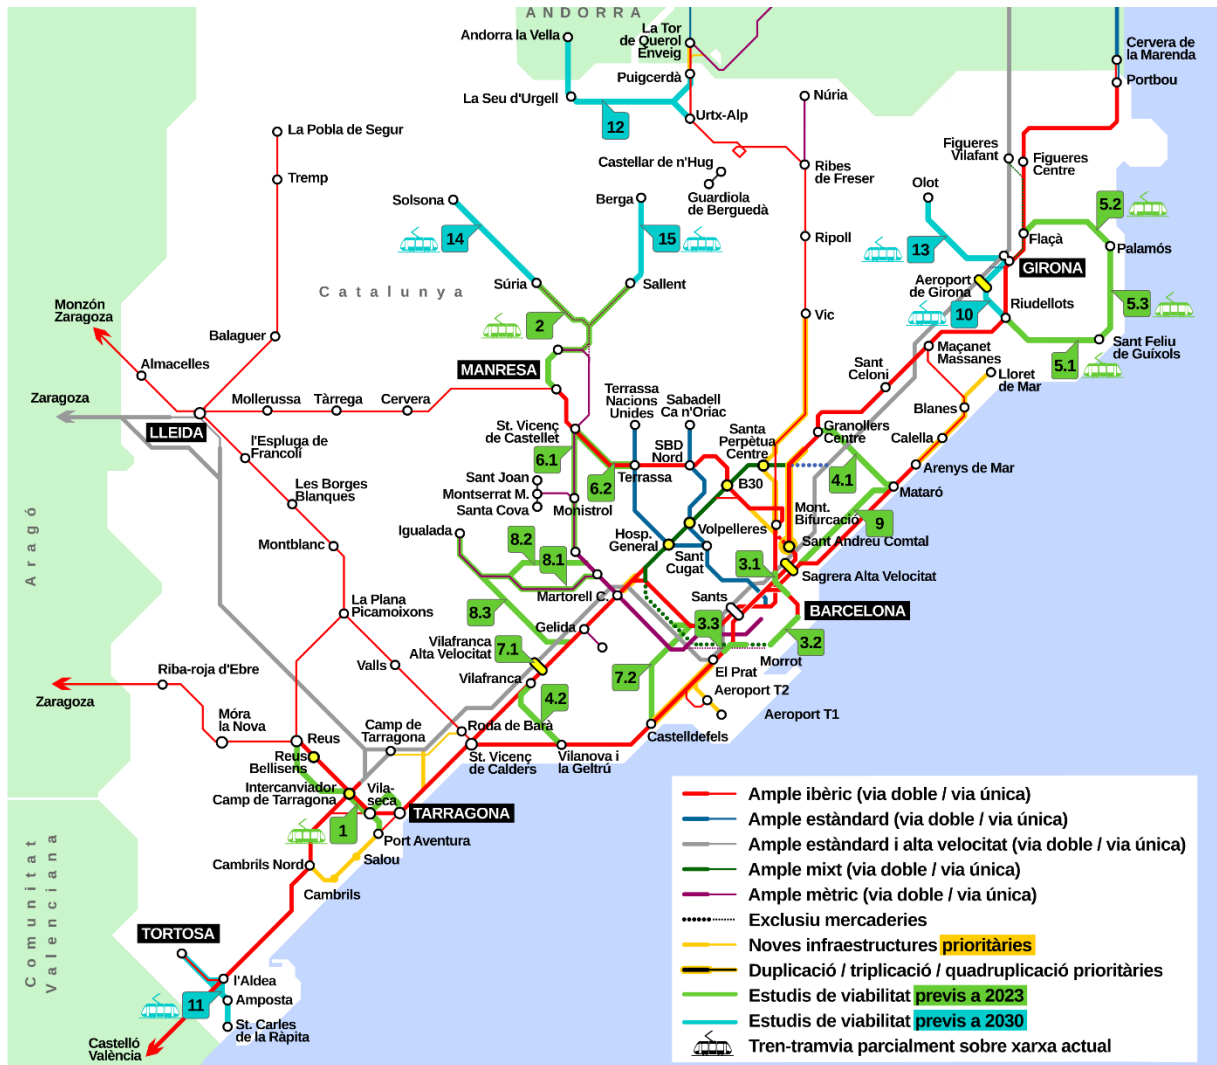 ANDORRA
Andorra la Vella
La Tor
de Querol
Enveig
Cervera de
la Marenda
Portbou
Puigcerdà
La Seu d'Urgell
12
Urtx-Alp
Núria
La Pobla de Segur
Tremp
Castellar de n'Hug
Guardiola
de Berguedà
Ribes
de Freser
Figueres
Vilafant
Figueres
Centre
Solsona
14
Berga
15
Ripoll
Olot
13
5.2
Flaçà
Palamós
GIRONA
Aeroport
de Girona
10
Riudellots
5.3
Sant Feliu
de Guíxols
5.1
Catalunya
Súria
Sallent
2
Vic
Monzón
Zaragoza
Balaguer
Almacelles
MANRESA
Maçanet
Massanes
Sant
Celoni
Lloret
de Mar
Zaragoza
Mollerussa
Tàrrega
Cervera
Terrassa
Nacions
Unides
Sabadell
Ca n'Oriac
Blanes
LLEIDA
l'Espluga de
Francolí
St. Vicenç
de Castellet
SBD
Nord
Santa
Perpètua
Centre
Granollers
Centre
Calella
6.1
6.2
Terrassa
B30
4.1
Arenys de Mar
Les Borges
Blanques
Sant Joan
Montserrat M.
Santa Cova
Monistrol
Mataró
Mont.
Bifurcació
9
Aragó
Montblanc
Igualada
8.2
8.1
Hosp.
General
Volpelleres
Sant
Cugat
Sant Andreu Comtal
3.1
Sagrera Alta Velocitat
La Plana
Picamoixons
8.3
Martorell C.
Sants
BARCELONA
Gelida
3.3
3.2
Vilafranca
Alta Velocitat
7.1
Morrot
Riba-roja d'Ebre
Valls
Vilafranca
7.2
El Prat
Aeroport T2
Aeroport T1
Zaragoza
4.2
Móra
la Nova
Reus
Camp de
Tarragona
Roda de Barà
Castelldefels
Reus
Bellisens
St. Vicenç
de Calders
Vilanova i
la Geltrú
Intercanviador
Camp de Tarragona
Vila-
seca
TARRAGONA
1
Port Aventura
Salou
Cambrils Nord
Cambrils
Comunitat
Valenciana
TORTOSA
l'Aldea
11
Amposta
St. Carles
de la Ràpita
Castelló
València
Ample ibèric (via doble / via única)
Ample estàndard (via doble / via única)
Ample estàndard i alta velocitat (via doble / via única)
Ample mixt (via doble / via única)
Ample mètric (via doble / via única)
Exclusiu mercaderies
Noves infraestructures prioritàries
Duplicació / triplicació / quadruplicació prioritàries
Estudis de viabilitat previs a 2023
Estudis de viabilitat previs a 2030
Tren-tramvia parcialment sobre xarxa actual